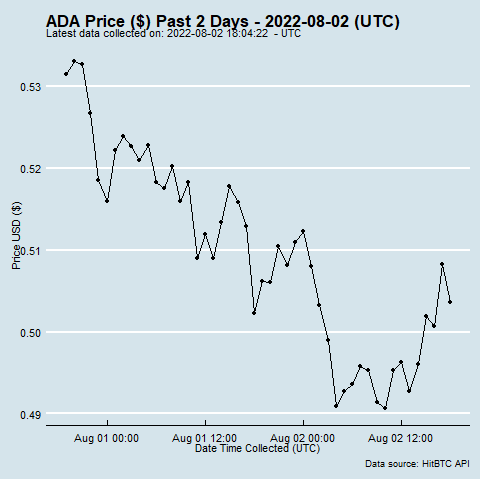 ADA Price ($) Past 2 Days - 2022-08-02 (UTC)
Latest data collected on: 2022-08-02 18:04:22  - UTC
Price USD ($)
0.53
0.52
0.51
0.50
0.49
Aug 01 00:00
Aug 01 12:00
Aug 02 00:00
Aug 02 12:00
Date Time Collected (UTC)
Data source: HitBTC API